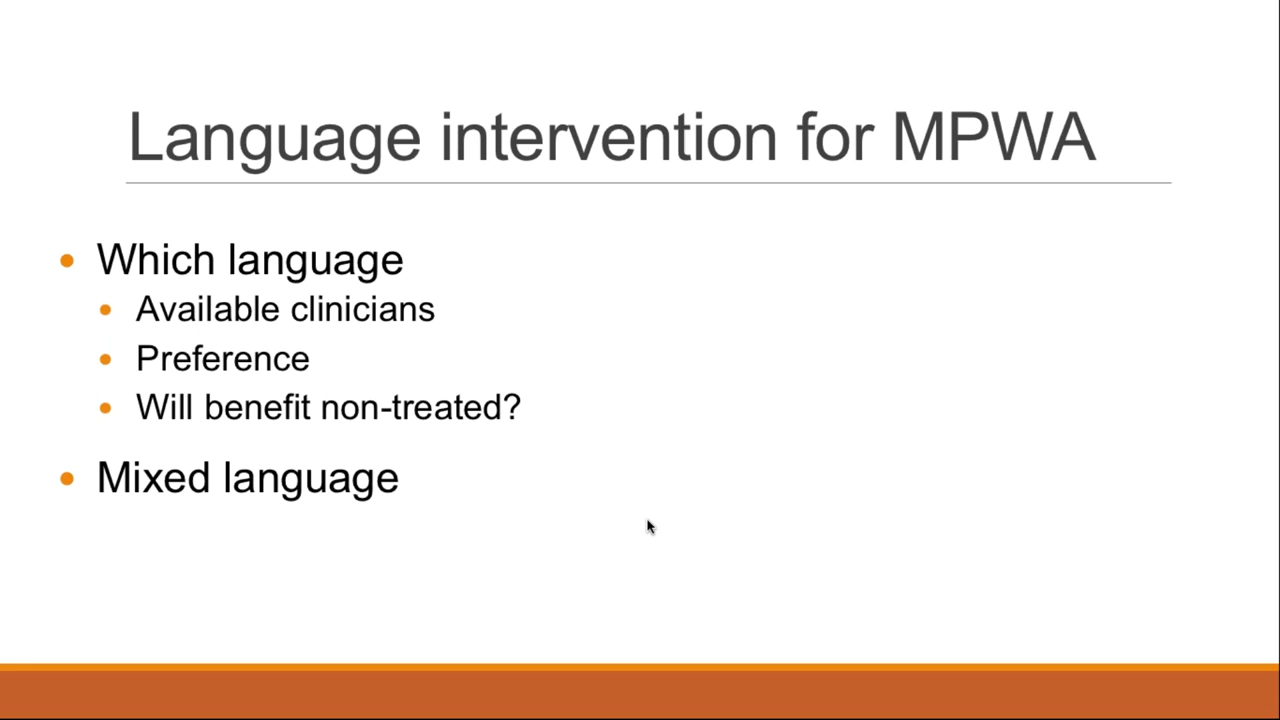 Language intervention for MPWA
• Which language
• Available clinicians
• Preference
• Will benefit non-treated?
• Mixed language